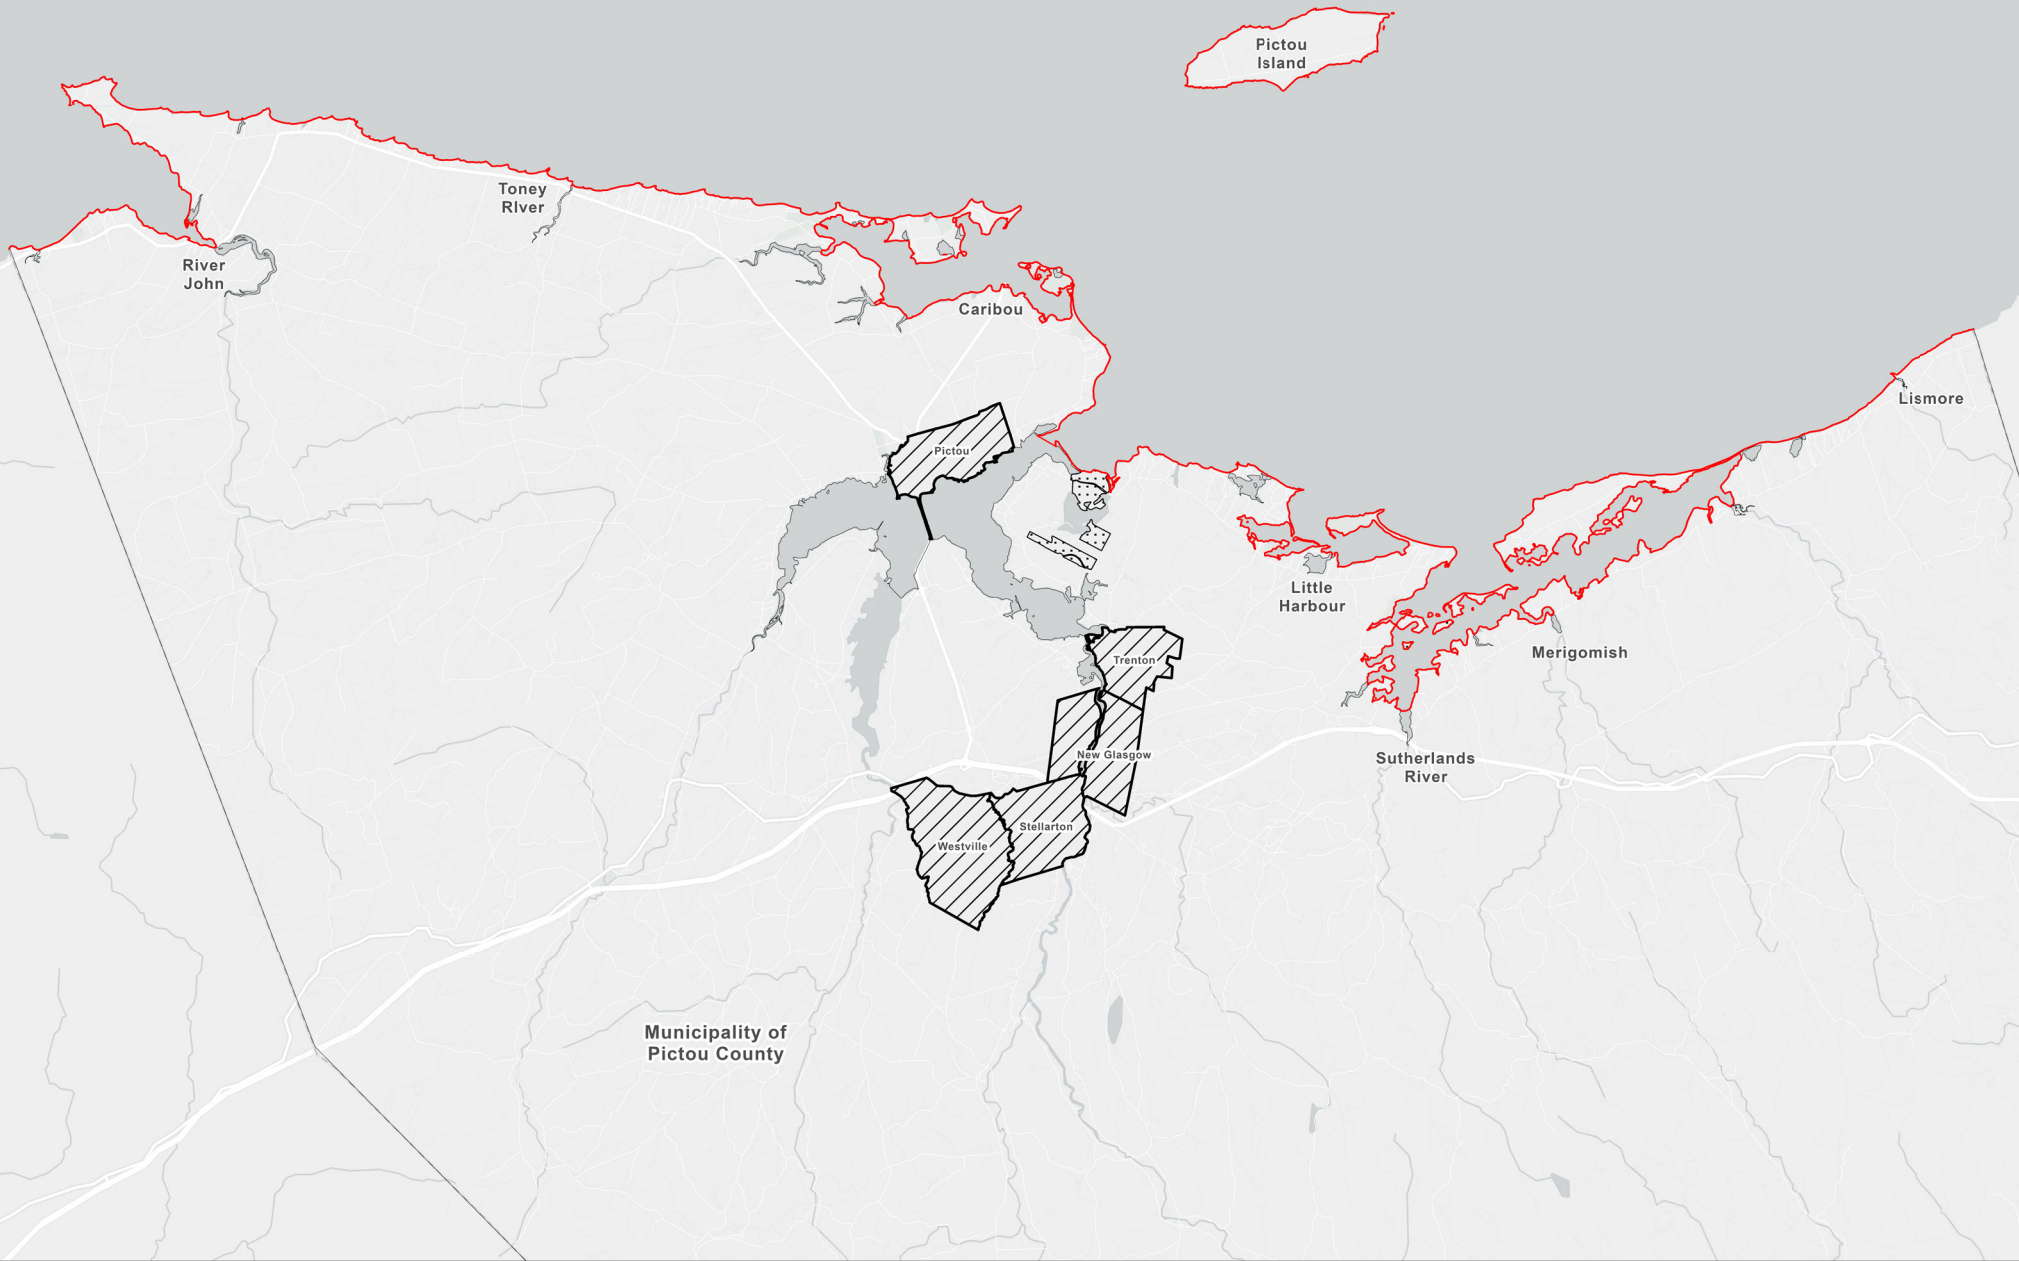 Pictou
Island
Toney
RIver
River
John
Caribou
Lismore
Pictou
Little
Harbour
Merigomish
Trenton
New Glasgow
Sutherlands
River
Stellarton
Westville
Municipality of
Pictou County